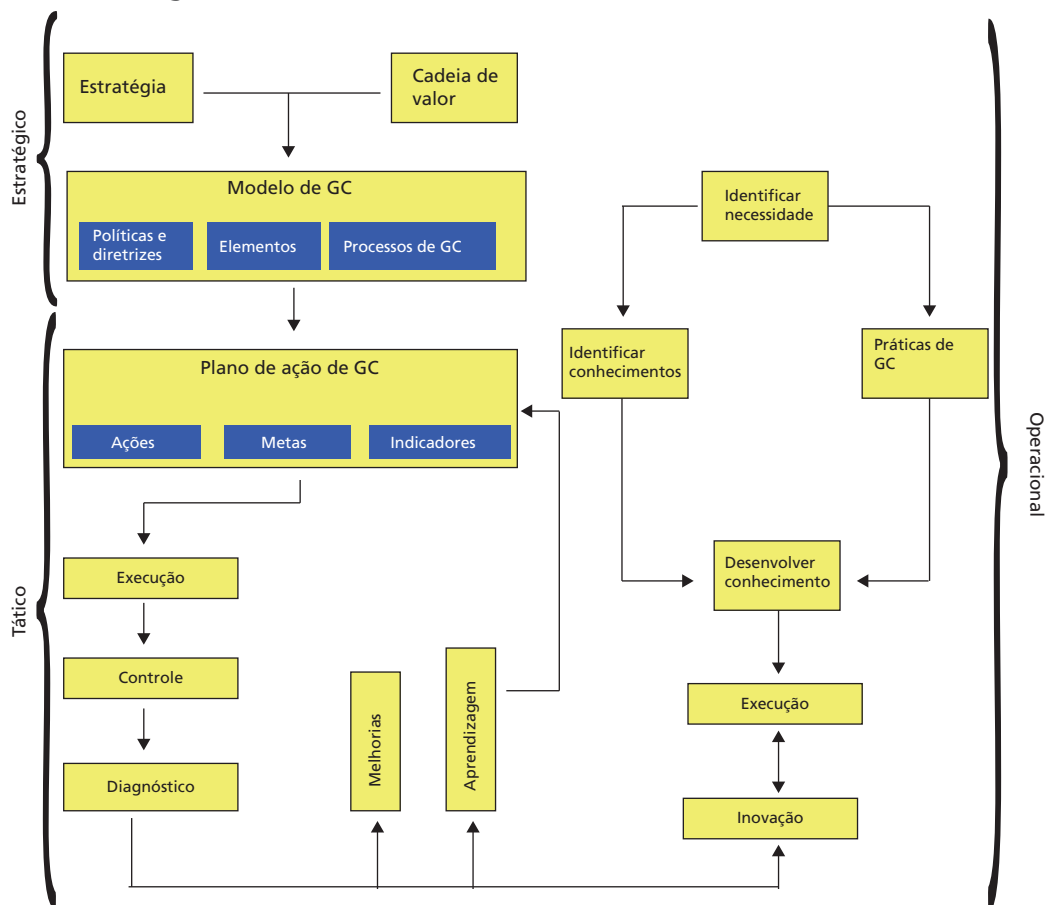 Estratégico
Estratégia
Cadeia de
valor
Modelo de GC
Políticas e
diretrizes
Elementos
Processos de GC
Tático
Plano de ação de GC
Ações
Metas
Indicadores
Execução
Controle
Diagnóstico
Melhorias
Aprendizagem
Identificar
necessidade
Identificar
conhecimentos
Práticas de
GC
Desenvolver
conhecimento
Execução
Inovação
Operacional